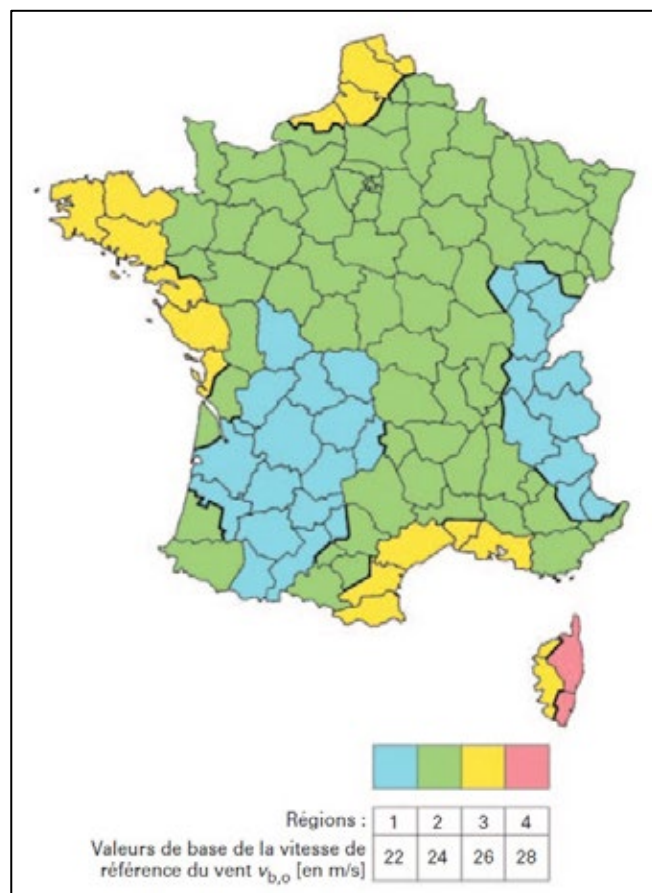 Régions : 1 2 3 4
Valeurs de base de la vitesse de
référence du vent vb,o [en m/s] 22 24 26 28